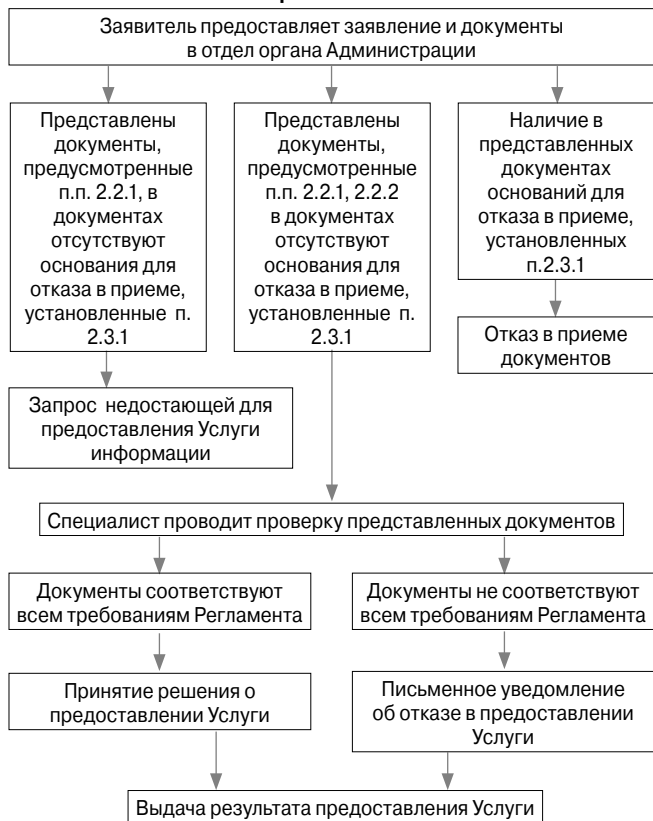 Заявитель предоставляет заявление и документы
в отдел органа Администрации
Представлены
документы,
предусмотренные
п.п. 2.2.1, в
документах
отсутствуют
основания для
отказа в приеме,
установленные п.
2.3.1
Представлены
документы,
предусмотренные
п.п. 2.2.1, 2.2.2
в документах
отсутствуют
основания для
отказа в приеме,
установленные п.
2.3.1
Наличие в
представленных
документах
оснований для
отказа в приеме,
установленных
п.2.3.1
Отказ в приеме
документов
Запрос недостающей для
предоставления Услуги
информации
Специалист проводит проверку представленных документов
Документы соответствуют
всем требованиям Регламента
Документы не соответствуют
всем требованиям Регламента
Принятие решения о
предоставлении Услуги
Письменное уведомление
об отказе в предоставлении
Услуги
Выдача результата предоставления Услуги